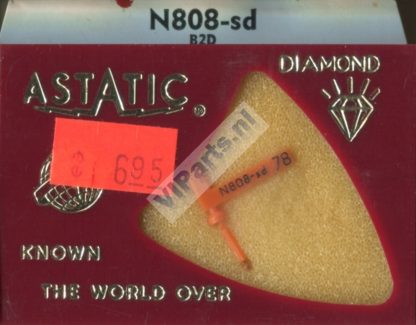 N808-sd
B2D
ASTATIC®
DIAMOND
695
ViParts.nl
N808-sd 78
KNOWN
THE WORLD OVER